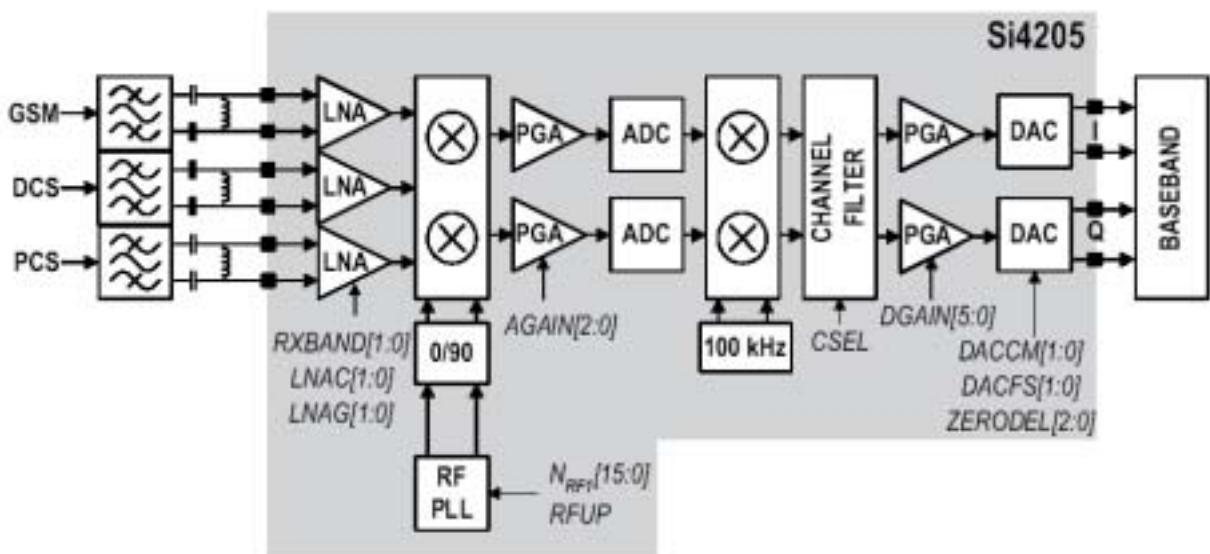 Si4205
GSM
DCS
PCS
LNA
LNA
LNA
PGA
ADC
PGA
ADC
CHANNEL
FILTER
PGA
DAC
PGA
DAC
I
Q
BASEBAND
RXBAND[1:0]
LNAC[1:0]
LNAG[1:0]
0/90
AGAIN[2:0]
100 kHz
CSEL
DGAIN[5:0]
DACCM[1:0]
DACFS[1:0]
ZERODEL[2:0]
RF
PLL
NRF1[15:0]
RFUP